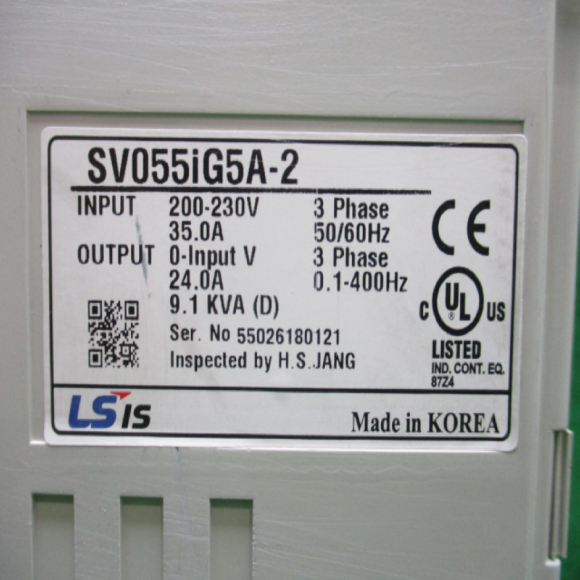 SV055iG5A-2
INPUT 200-230V 3 Phase
35.0A 50/60Hz
OUTPUT 0-Input V 3 Phase
24.0A 0.1-400Hz
9.1 KVA (D)
Ser. No 55026180121
Inspected by H.S.JANG
CE
C UL US
®
LISTED
IND. CONT. EQ.
87Z4
LSIS
Made in KOREA